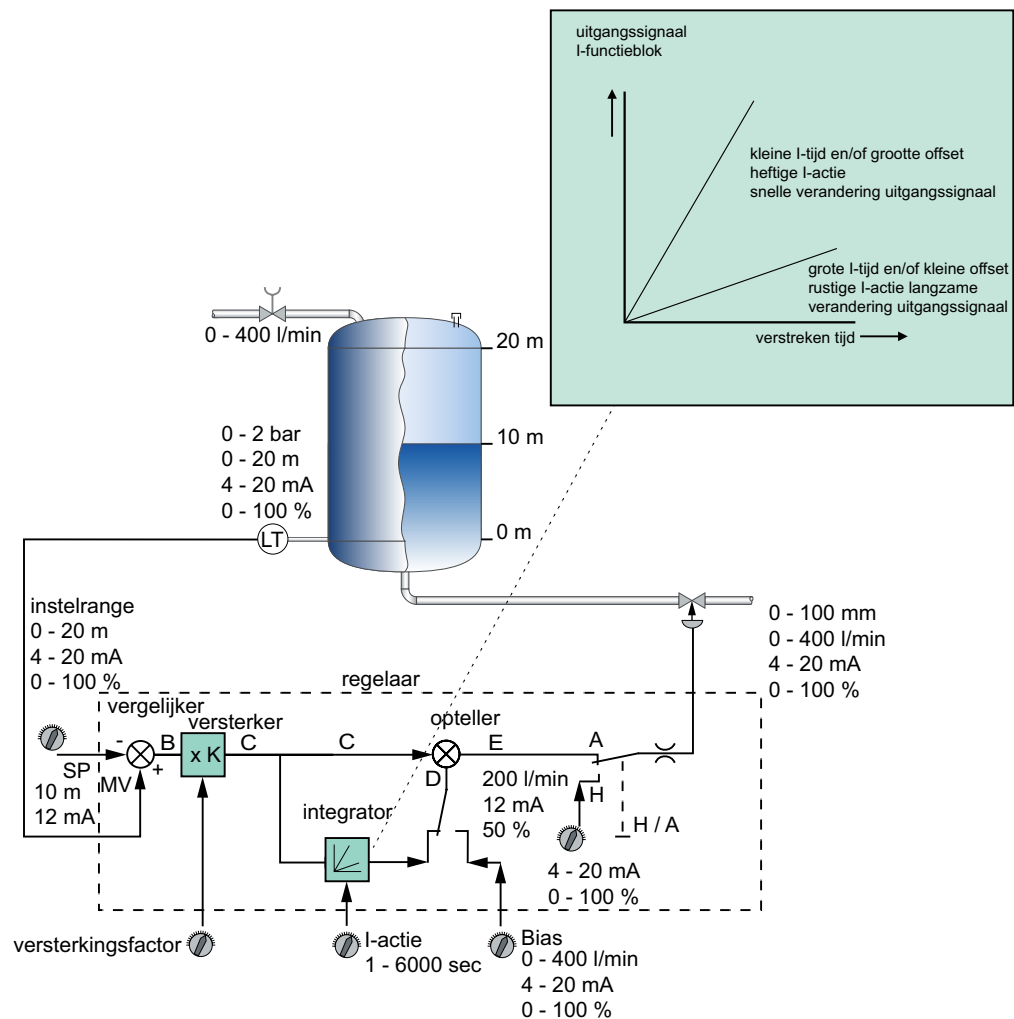 uitgangssignaal
I-functieblok
kleine I-tijd en/of grootte offset
heftige I-actie
snelle verandering uitgangssignaal
grote I-tijd en/of kleine offset
rustige I-actie langzame
verandering uitgangssignaal
verstreken tijd
0 - 400 l/min
20 m
10 m
0 m
0 - 2 bar
0 - 20 m
4 - 20 mA
0 - 100 %
LT
instelrange
0 - 20 m
4 - 20 mA
0 - 100 %
0 - 100 mm
0 - 400 l/min
4 - 20 mA
0 - 100 %
regelaar
vergelijker
versterker
opteller
-
B
x K
C
C
E
A
+
SP
MV
10 m
12 mA
D
200 l/min
12 mA
50 %
H
H / A
integrator
4 - 20 mA
0 - 100 %
versterkingsfactor
I-actie
1 - 6000 sec
Bias
0 - 400 l/min
4 - 20 mA
0 - 100 %